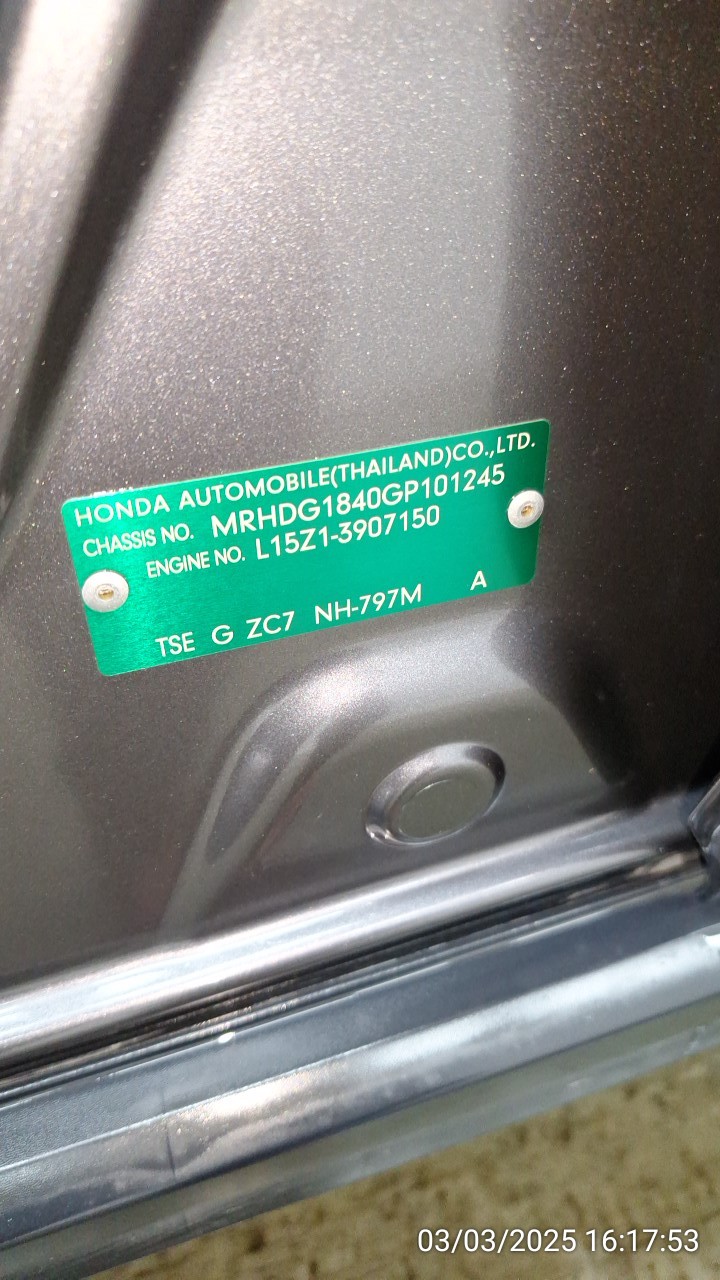 HONDA AUTOMOBILE(THAILAND)CO.,LTD.
CHASSIS NO. MRHDG1840GP101245
ENGINE NO. L15Z1-3907150
TSE G ZC7 NH-797M A
03/03/2025 16:17:53